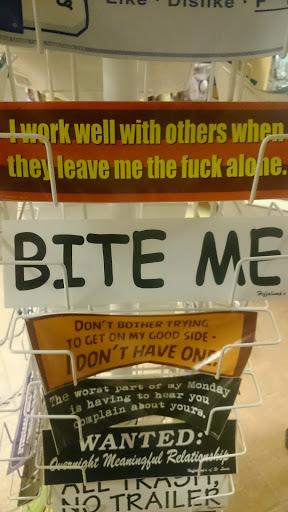 Like · Dislike ·
I work well with others when
they leave me the fuck alone.
BITE ME
Heffalump's
DON'T BOTHER TRYING
TO GET ON MY GOOD SIDE -
I DON'T HAVE ONE
The worst part of my Monday
is having to hear you
complain about yours.
WANTED:
Overnight Meaningful Relationship
ALL TRASH,
NO TRAILER